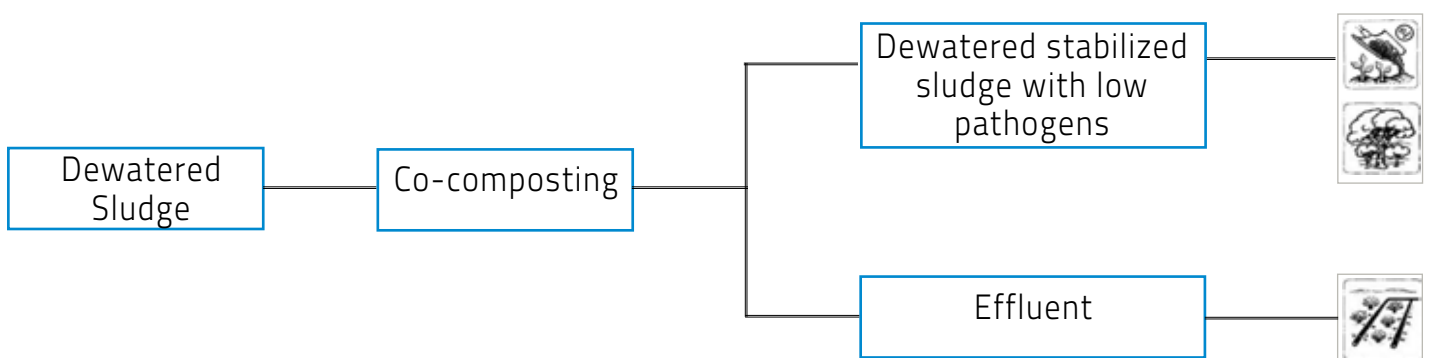 Dewatered
Sludge
Co-composting
Dewatered stabilized
sludge with low
pathogens
Effluent